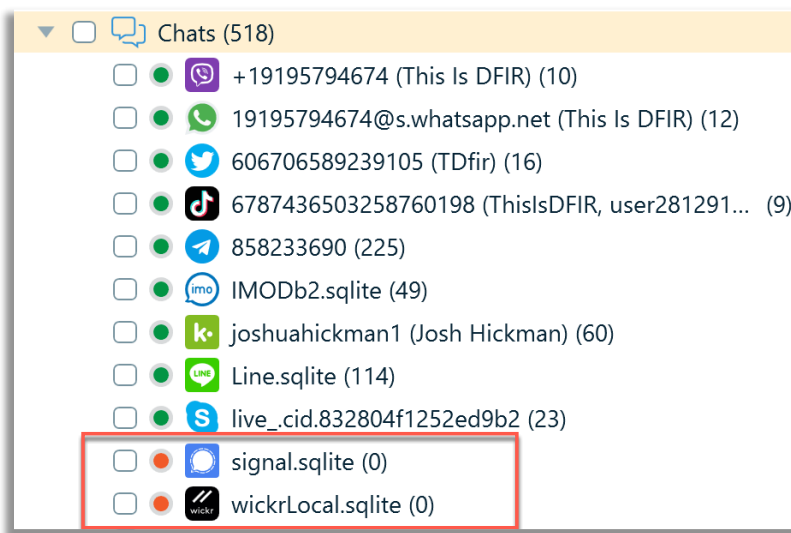 Chats (518)
+19195794674 (This Is DFIR) (10)
19195794674@s.whatsapp.net (This Is DFIR) (12)
606706589239105 (TDfir) (16)
6787436503258760198 (ThisIsDFIR, user281291... (9)
858233690 (225)
imo IMODb2.sqlite (49)
k. joshuahickman1 (Josh Hickman) (60)
LINE Line.sqlite (114)
S live_.cid.832804f1252ed9b2 (23)
signal.sqlite (0)
wickr wickrLocal.sqlite (0)